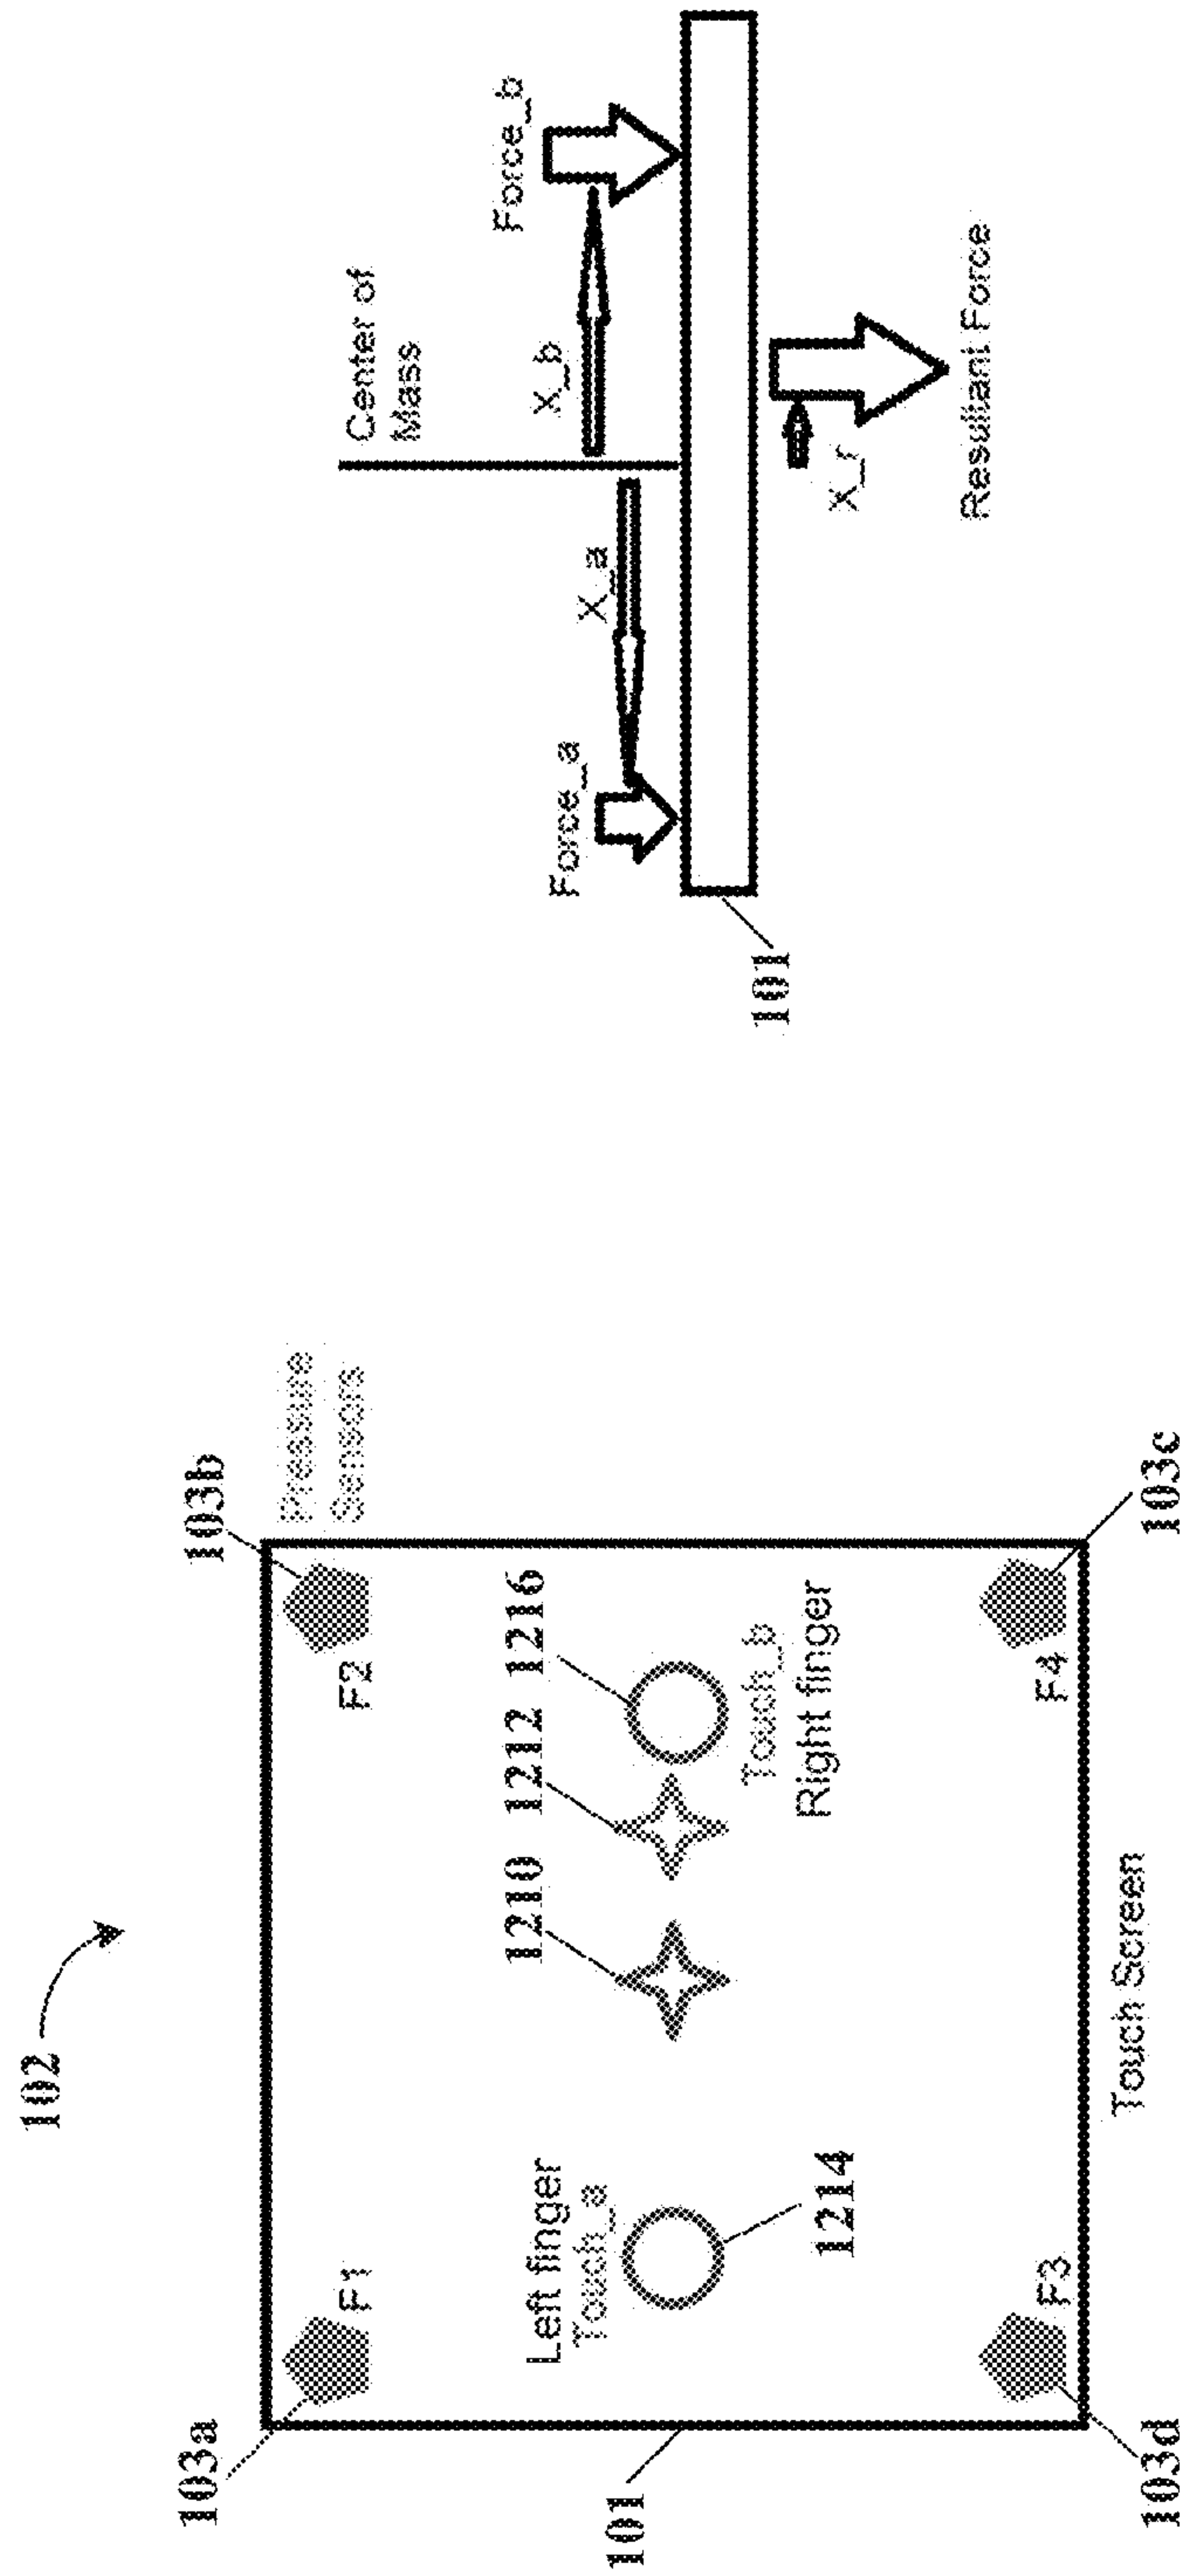 102
103a
103b
Pressure
Sensors
F1
F2
1210
1212
1216
Left finger
Touch_a
1214
Touch_b
Right finger
F3
F4
101
103d
103c
Touch Screen
Center of
Mass
Force_a
Force_b
X_a
X_b
101
X_r
Resultant Force